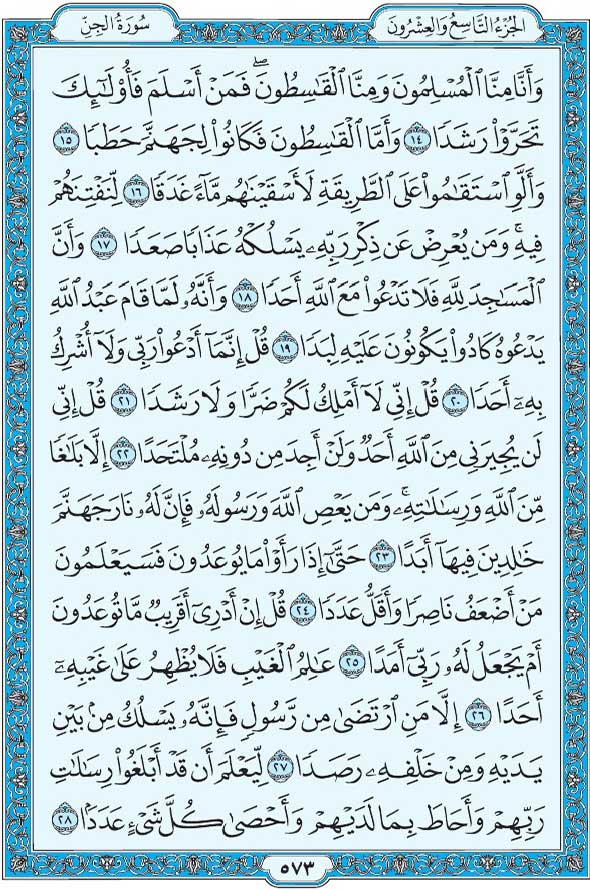 الجُزْءُ التَّاسِعُ وَالعِشْرُونَ
سُورَةُ الجِنِّ
وَأَنَّا مِنَّا ٱلْمُسْلِمُونَ وَمِنَّا ٱلْقَٰسِطُونَۖ فَمَنْ أَسْلَمَ فَأُو۟لَٰٓئِكَ
تَحَرَّوْا۟ رَشَدًا ١٤ وَأَمَّا ٱلْقَٰسِطُونَ فَكَانُوا۟ لِجَهَنَّمَ حَطَبًا ١٥
وَأَلَّوِ ٱسْتَقَٰمُوا۟ عَلَى ٱلطَّرِيقَةِ لَأَسْقَيْنَٰهُم مَّآءً غَدَقًا ١٦ لِّنَفْتِنَهُمْ
فِيهِۚ وَمَن يُعْرِضْ عَن ذِكْرِ رَبِّهِۦ يَسْلُكْهُ عَذَابًا صَعَدًا ١٧ وَأَنَّ
ٱلْمَسَٰجِدَ لِلَّهِ فَلَا تَدْعُوا۟ مَعَ ٱللَّهِ أَحَدًا ١٨ وَأَنَّهُۥ لَمَّا قَامَ عَبْدُ ٱللَّهِ
يَدْعُوهُ كَادُوا۟ يَكُونُونَ عَلَيْهِ لِبَدًا ١٩ قُلْ إِنَّمَآ أَدْعُوا۟ رَبِّى وَلَآ أُشْرِكُ
بِهِۦٓ أَحَدًا ٢٠ قُلْ إِنِّى لَآ أَمْلِكُ لَكُمْ ضَرًّا وَلَا رَشَدًا ٢١ قُلْ إِنِّى
لَن يُجِيرَنِى مِنَ ٱللَّهِ أَحَدٌ وَلَنْ أَجِدَ مِن دُونِهِۦ مُلْتَحَدًا ٢٢ إِلَّا بَلَٰغًا
مِّنَ ٱللَّهِ وَرِسَٰلَٰتِهِۦۚ وَمَن يَعْصِ ٱللَّهَ وَرَسُولَهُۥ فَإِنَّ لَهُۥ نَارَ جَهَنَّمَ
خَٰلِدِينَ فِيهَآ أَبَدًا ٢٣ حَتَّىٰٓ إِذَا رَأَوْا۟ مَا يُوعَدُونَ فَسَيَعْلَمُونَ
مَنْ أَضْعَفُ نَاصِرًا وَأَقَلُّ عَدَدًا ٢٤ قُلْ إِنْ أَدْرِىٓ أَقَرِيبٌ مَّا تُوعَدُونَ
أَمْ يَجْعَلُ لَهُۥ رَبِّىٓ أَمَدًا ٢٥ عَٰلِمُ ٱلْغَيْبِ فَلَا يُظْهِرُ عَلَىٰ غَيْبِهِۦٓ
أَحَدًا ٢٦ إِلَّا مَنِ ٱرْتَضَىٰ مِن رَّسُولٍ فَإِنَّهُۥ يَسْلُكُ مِنۢ بَيْنِ
يَدَيْهِ وَمِنْ خَلْفِهِۦ رَصَدًا ٢٧ لِّيَعْلَمَ أَن قَدْ أَبْلَغُوا۟ رِسَٰلَٰتِ
رَبِّهِمْ وَأَحَاطَ بِمَا لَدَيْهِمْ وَأَحْصَىٰ كُلَّ شَىْءٍ عَدَدًۢا ٢٨
٥٧٣